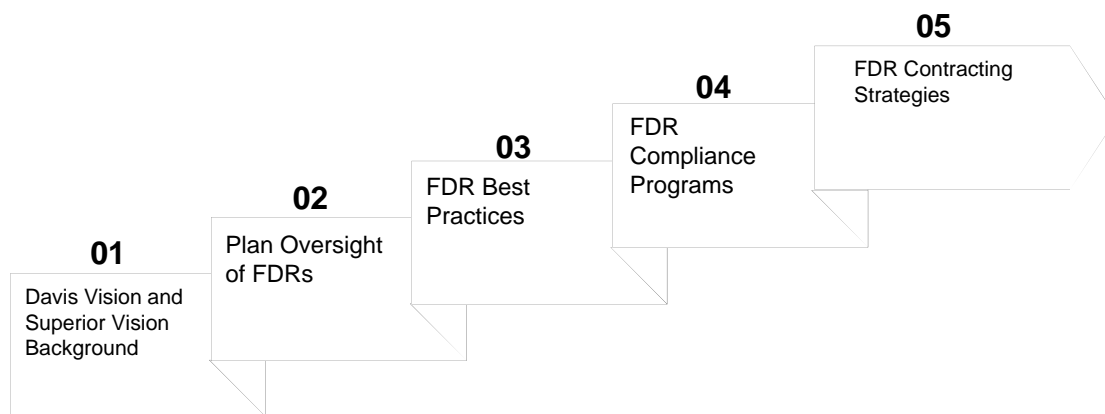 01
Davis Vision and
Superior Vision
Background
02
Plan Oversight
of FDRs
03
FDR Best
Practices
04
FDR
Compliance
Programs
05
FDR Contracting
Strategies